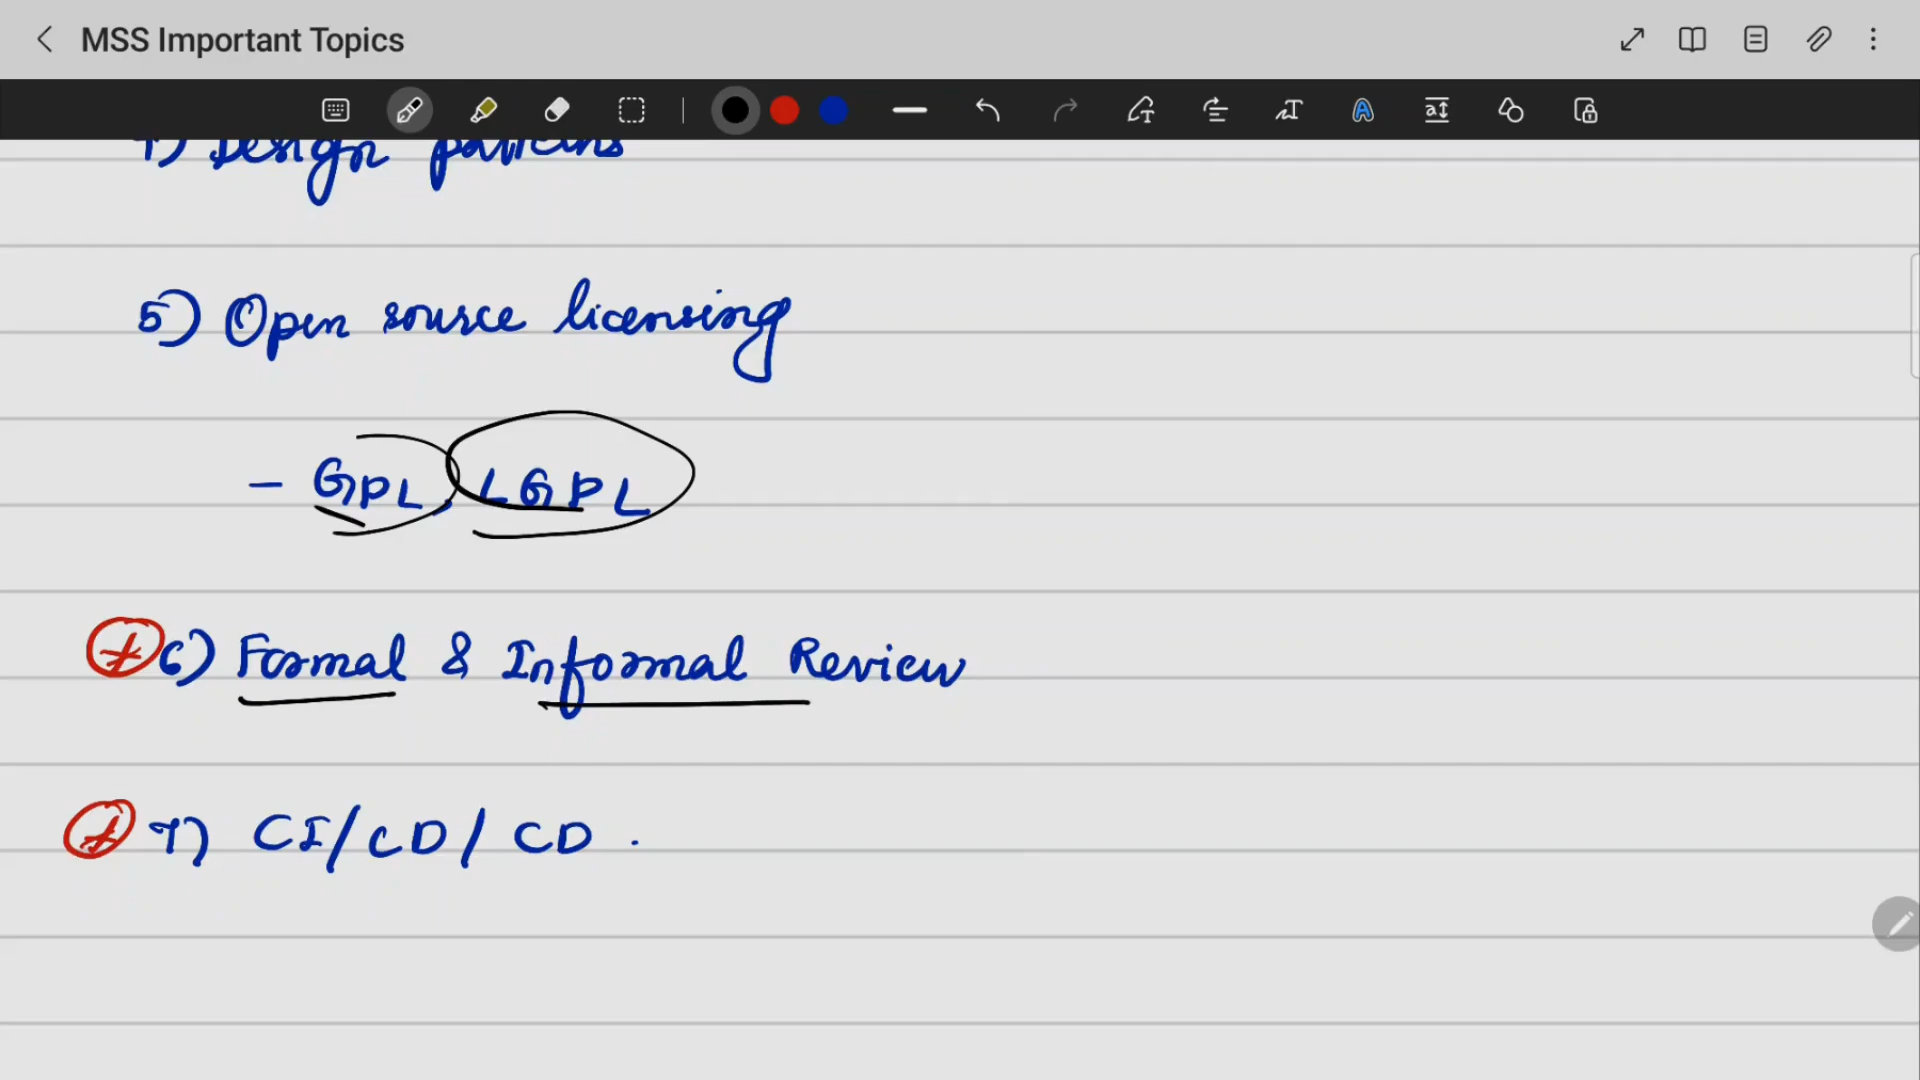 MSS Important Topics
4) Design patterns
5) Open source licensing
- GPL, LGPL
6) Formal & Informal Review
7) CI/CD/CD.